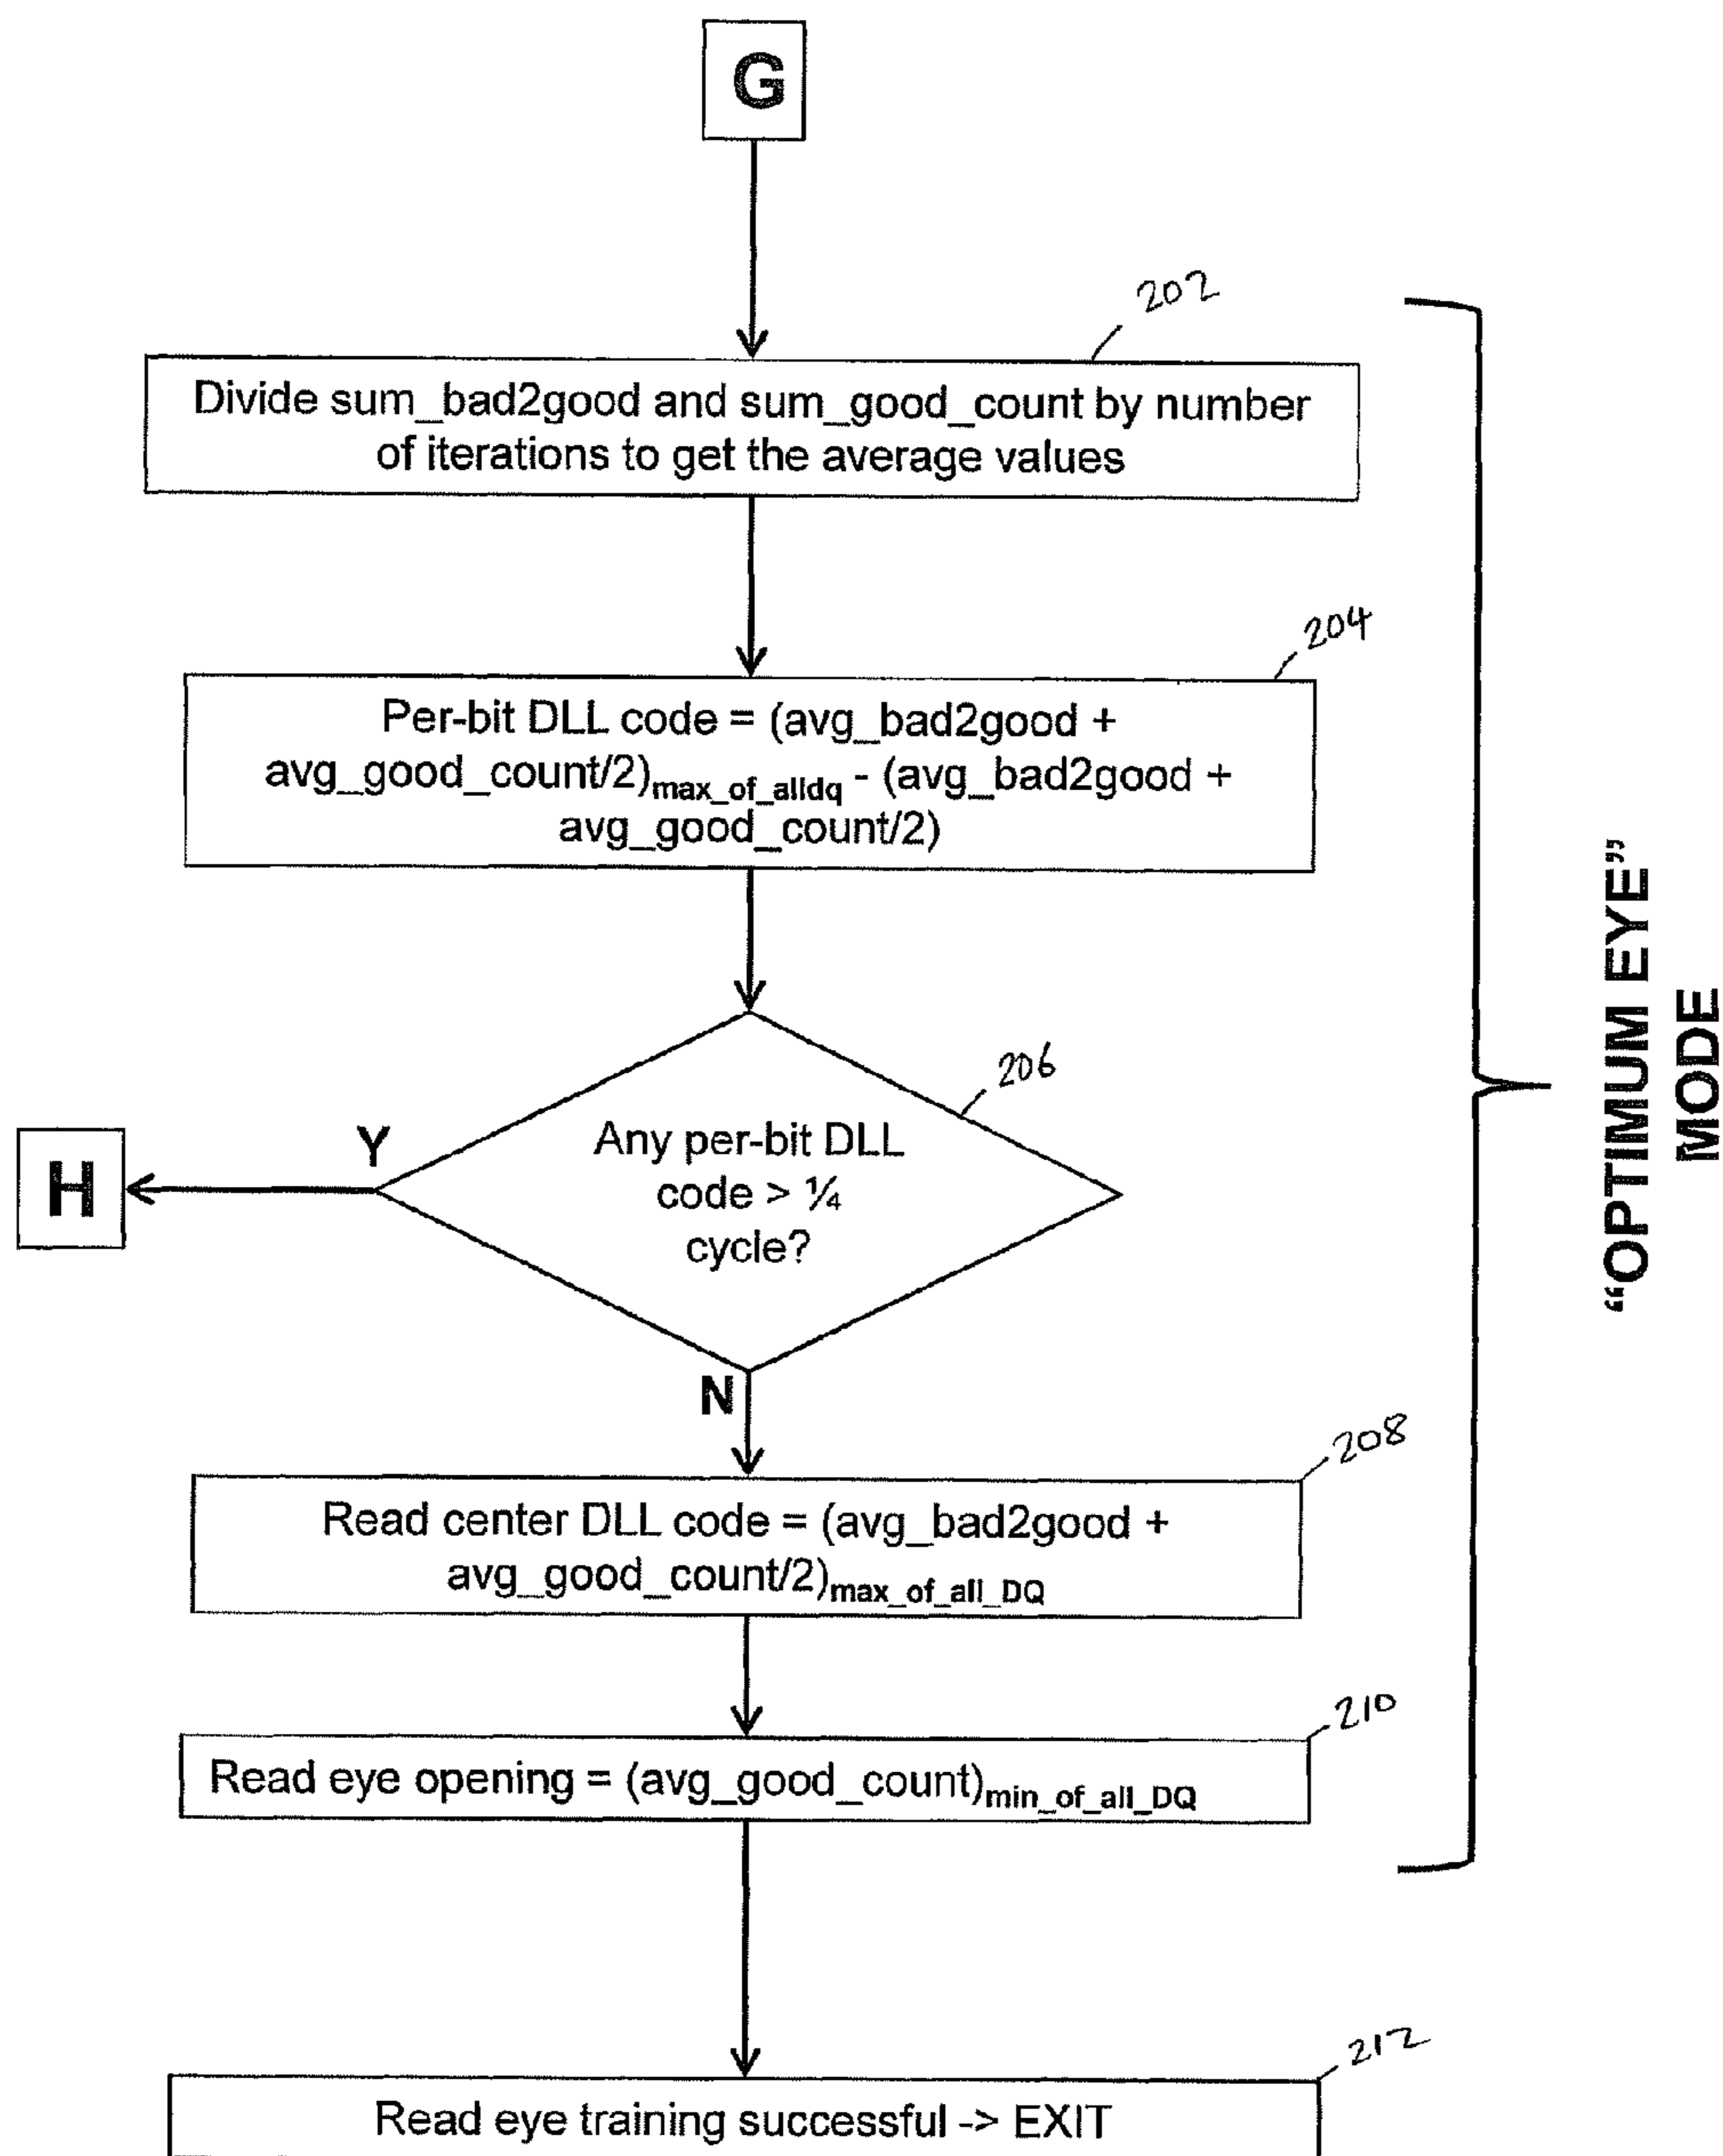 G
202
Divide sum_bad2good and sum_good_count by number
of iterations to get the average values
204
Per-bit DLL code = (avg_bad2good +
avg_good_count/2)max_of_alldq - (avg_bad2good +
avg_good_count/2)
206
Any per-bit DLL
code > ¼
cycle?
Y
H
N
208
Read center DLL code = (avg_bad2good +
avg_good_count/2)max_of_all_DQ
210
Read eye opening = (avg_good_count)min_of_all_DQ
212
Read eye training successful -> EXIT
“OPTIMUM EYE”
MODE